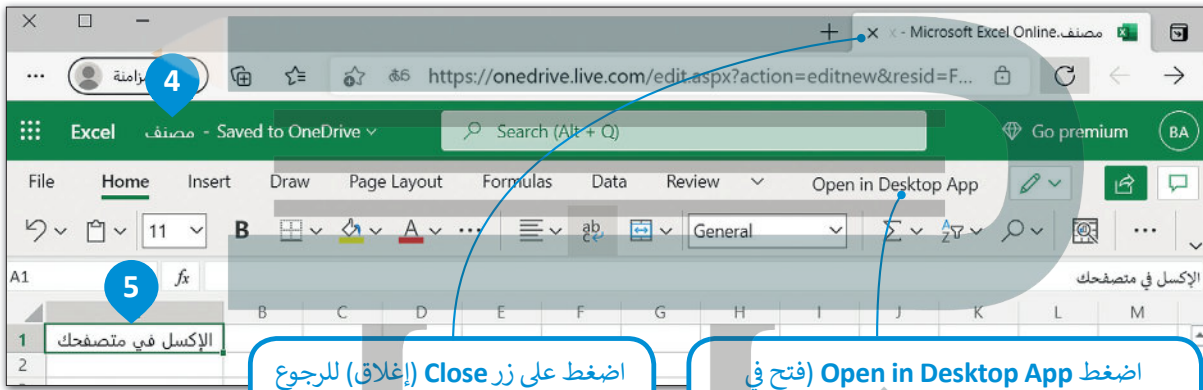 مصنف.Microsoft Excel Online - x
مزامنة
https://onedrive.live.com/edit.aspx?action=editnew&resid=F...
4
Excel مصنف - Saved to OneDrive
Search (Alt + Q)
Go premium
BA
File Home Insert Draw Page Layout Formulas Data Review Open in Desktop App
11 B A ... ab c General Σ A Z ...
A1 fx الإكسل في متصفحك
5
B C D E F G H I J K L M
1 الإكسل في متصفحك
2
اضغط Open in Desktop App (فتح في
اضغط على زر Close (إغلاق) للرجوع